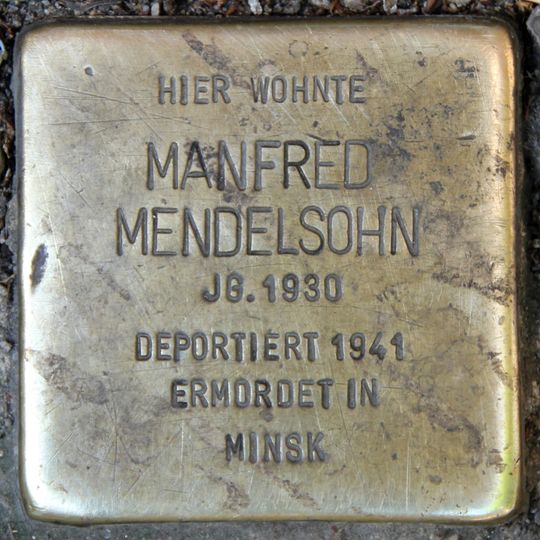 HIER WOHNTE
MANFRED
MENDELSOHN
JG. 1930
DEPORTIERT 1941
ERMORDET IN
MINSK